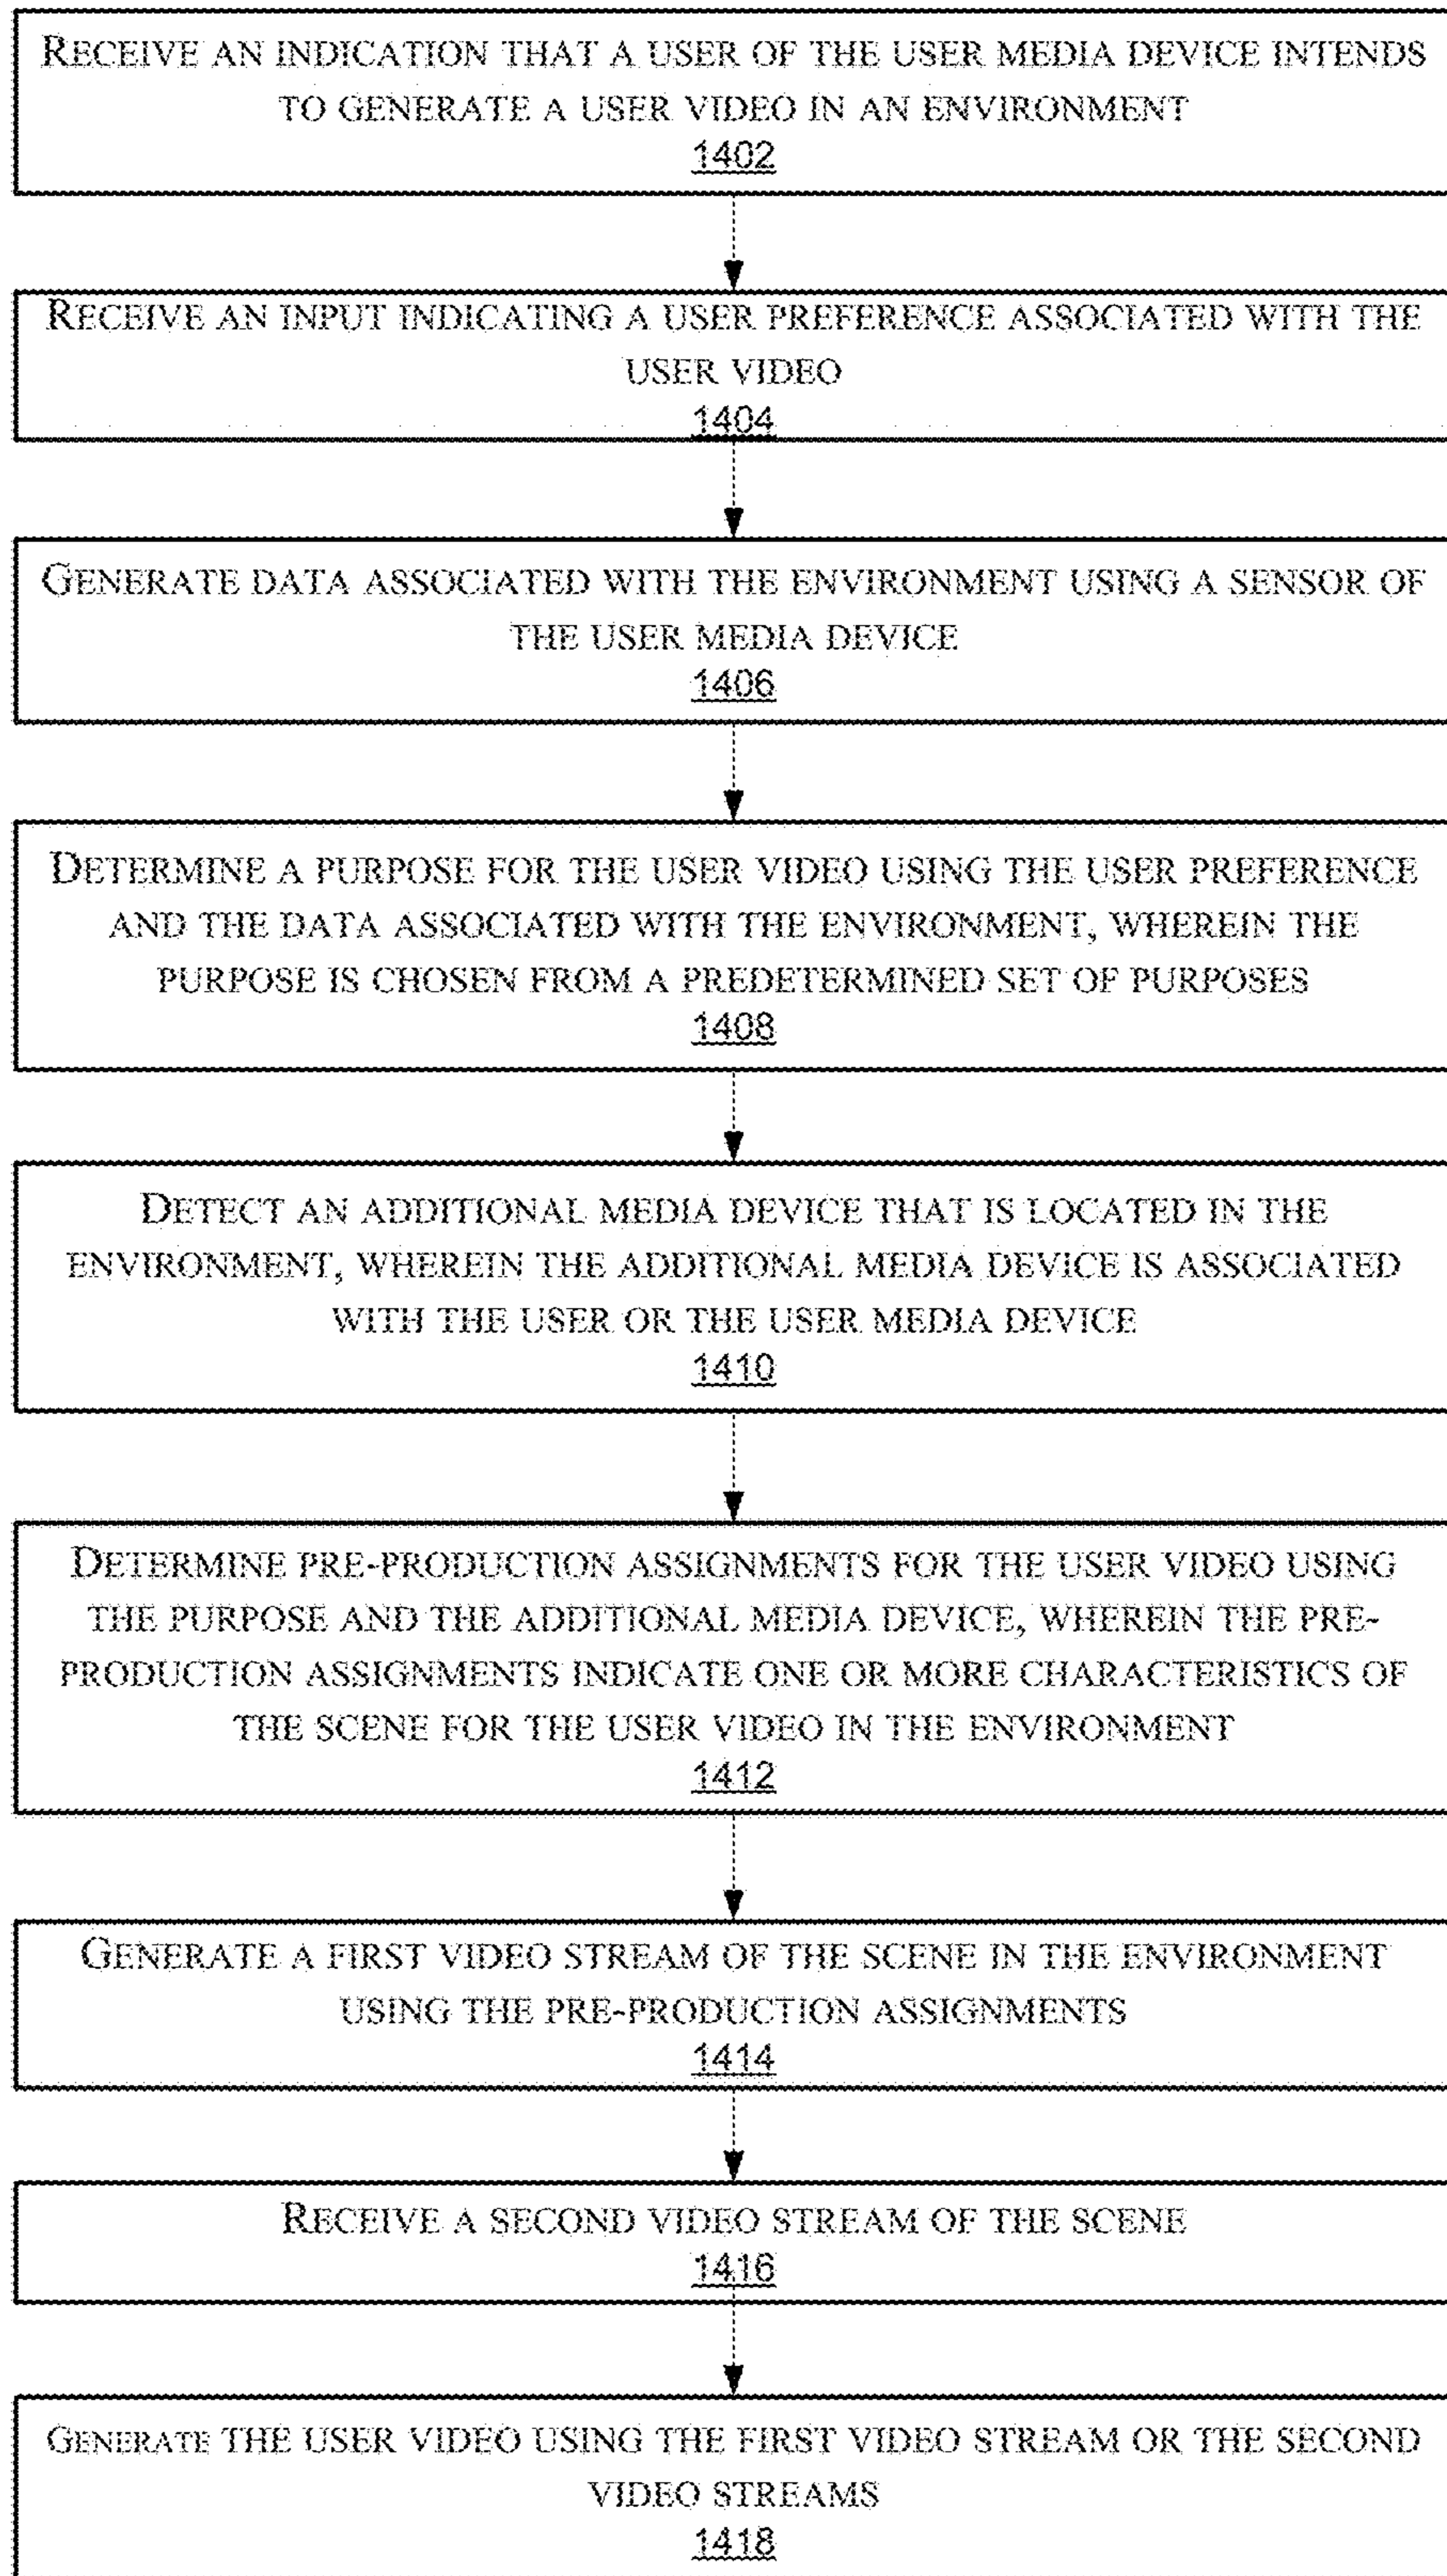 RECEIVE AN INDICATION THAT A USER OF THE USER MEDIA DEVICE INTENDS
TO GENERATE A USER VIDEO IN AN ENVIRONMENT
1402
RECEIVE AN INPUT INDICATING A USER PREFERENCE ASSOCIATED WITH THE
USER VIDEO
1404
GENERATE DATA ASSOCIATED WITH THE ENVIRONMENT USING A SENSOR OF
THE USER MEDIA DEVICE
1406
DETERMINE A PURPOSE FOR THE USER VIDEO USING THE USER PREFERENCE
AND THE DATA ASSOCIATED WITH THE ENVIRONMENT, WHEREIN THE
PURPOSE IS CHOSEN FROM A PREDETERMINED SET OF PURPOSES
1408
DETECT AN ADDITIONAL MEDIA DEVICE THAT IS LOCATED IN THE
ENVIRONMENT, WHEREIN THE ADDITIONAL MEDIA DEVICE IS ASSOCIATED
WITH THE USER OR THE USER MEDIA DEVICE
1410
DETERMINE PRE-PRODUCTION ASSIGNMENTS FOR THE USER VIDEO USING
THE PURPOSE AND THE ADDITIONAL MEDIA DEVICE, WHEREIN THE PRE-
PRODUCTION ASSIGNMENTS INDICATE ONE OR MORE CHARACTERISTICS OF
THE SCENE FOR THE USER VIDEO IN THE ENVIRONMENT
1412
GENERATE A FIRST VIDEO STREAM OF THE SCENE IN THE ENVIRONMENT
USING THE PRE-PRODUCTION ASSIGNMENTS
1414
RECEIVE A SECOND VIDEO STREAM OF THE SCENE
1416
GENERATE THE USER VIDEO USING THE FIRST VIDEO STREAM OR THE SECOND
VIDEO STREAMS
1418